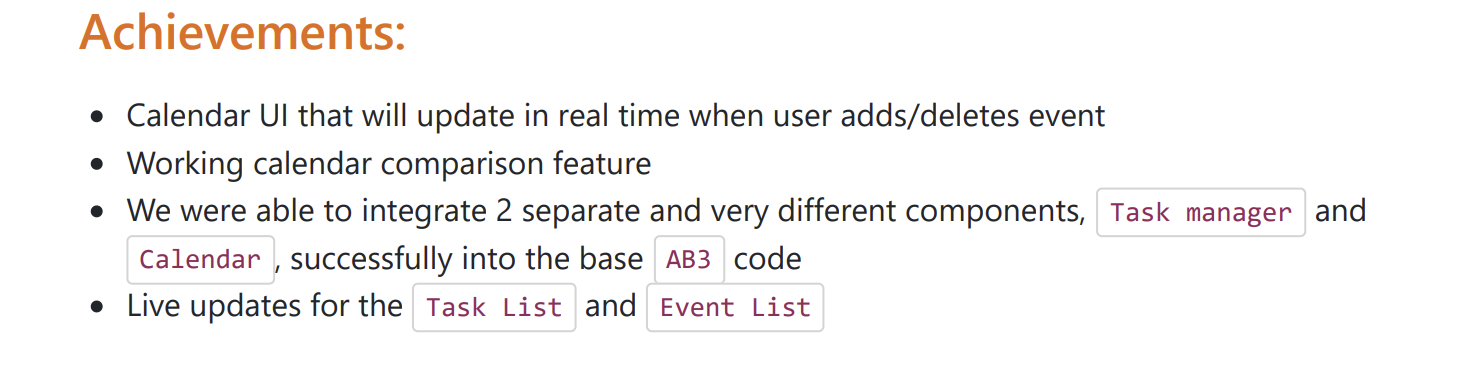 Achievements:
Calendar UI that will update in real time when user adds/deletes event
Working calendar comparison feature
We were able to integrate 2 separate and very different components, Task manager and
Calendar, successfully into the base AB3 code
Live updates for the Task List and Event List